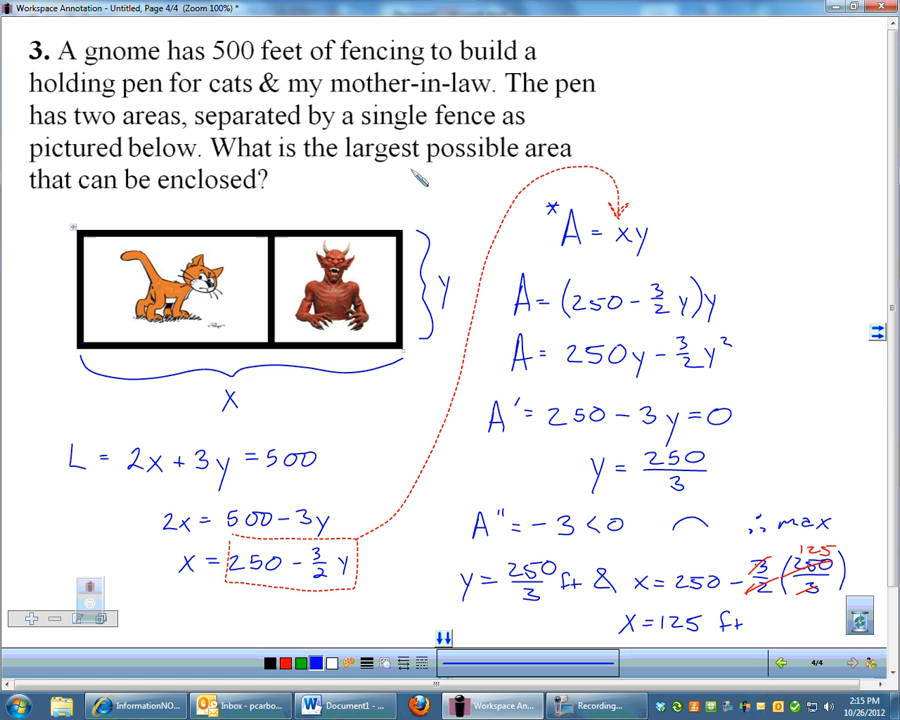 Workspace Annotation - Untitled, Page 4/4 (Zoom 100%) *
3. A gnome has 500 feet of fencing to build a
holding pen for cats & my mother-in-law. The pen
has two areas, separated by a single fence as
pictured below. What is the largest possible area
that can be enclosed?
y
x
L = 2x + 3y = 500
2x = 500 - 3y
x = 250 - 3/2 y
* A = xy
A = (250 - 3/2 y)y
A = 250y - 3/2 y²
A' = 250 - 3y = 0
y = 250/3
A'' = -3 < 0 ∴ max
y = 250/3 ft & x = 250 - 3/2 (250/3) 125
x = 125 ft
4/4
InformationNO...
Inbox - pcarbo...
Document1 - ...
Workspace An...
Recording...
2:15 PM
10/26/2012